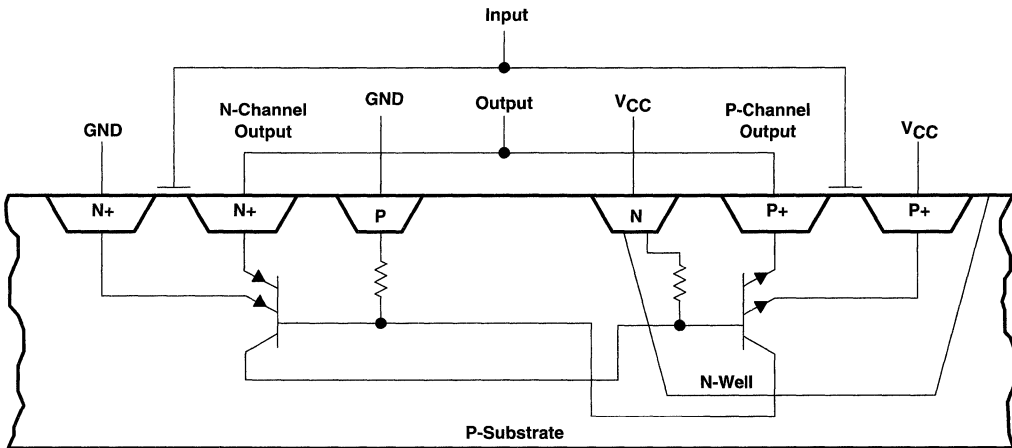 Input
N-Channel
Output
GND
Output
VCC
P-Channel
Output
GND
VCC
N+
N+
P
N
P+
P+
N-Well
P-Substrate